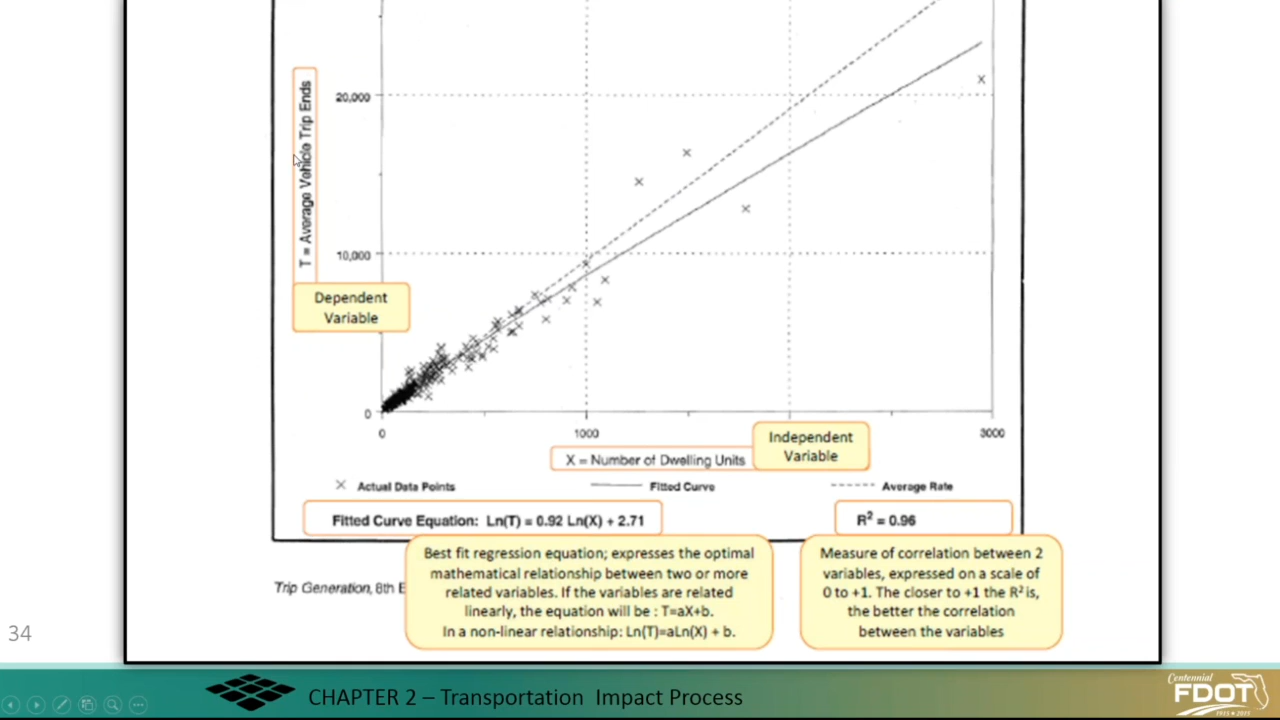 20,000
T = Average Vehicle Trip Ends
10,000
Dependent
Variable
0
0
1000
3000
Independent
Variable
X = Number of Dwelling Units
Actual Data Points
Fitted Curve
Average Rate
Fitted Curve Equation: Ln(T) = 0.92 Ln(X) + 2.71
R² = 0.96
Best fit regression equation; expresses the optimal
mathematical relationship between two or more
related variables. If the variables are related
linearly, the equation will be : T=aX+b.
In a non-linear relationship: Ln(T)=aLn(X) + b.
Measure of correlation between 2
variables, expressed on a scale of
0 to +1. The closer to +1 the R² is,
the better the correlation
between the variables
Trip Generation, 8th E
34
CHAPTER 2 – Transportation Impact Process
Centennial
FDOT
1915 • 2015